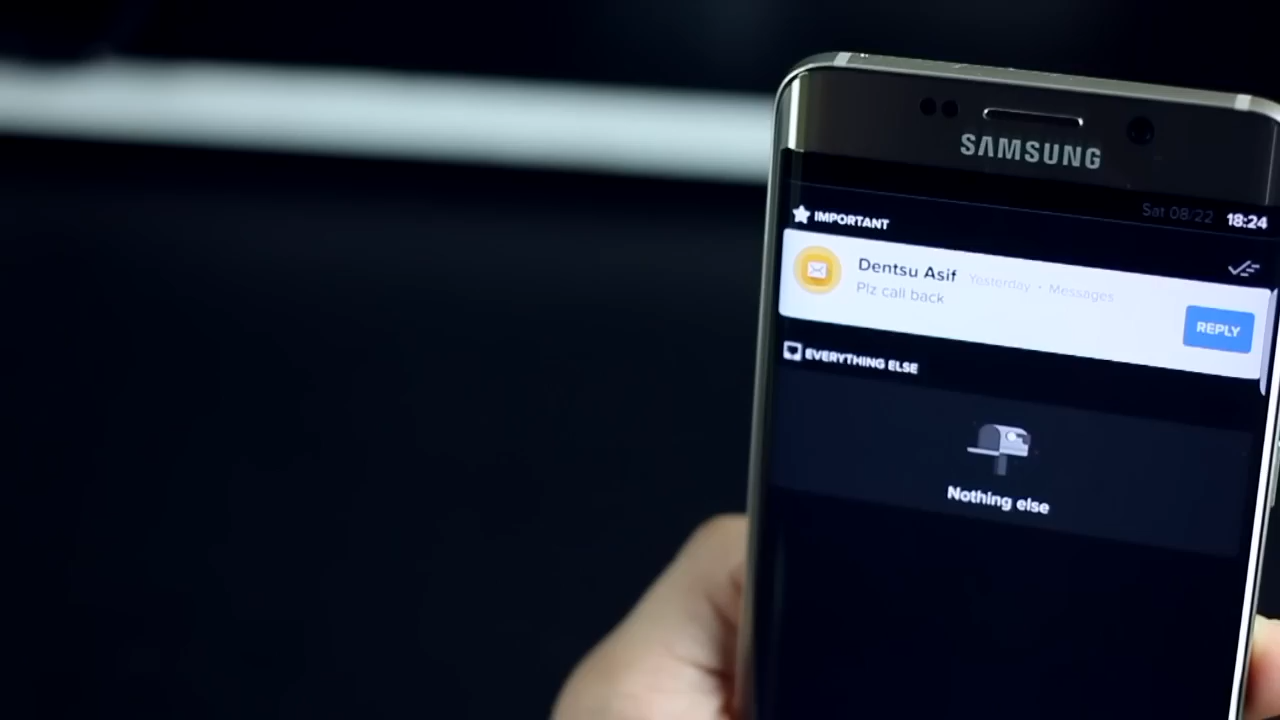 SAMSUNG
Sat 08/22 18:24
IMPORTANT
Dentsu Asif Yesterday • Messages
Plz call back
REPLY
EVERYTHING ELSE
Nothing else